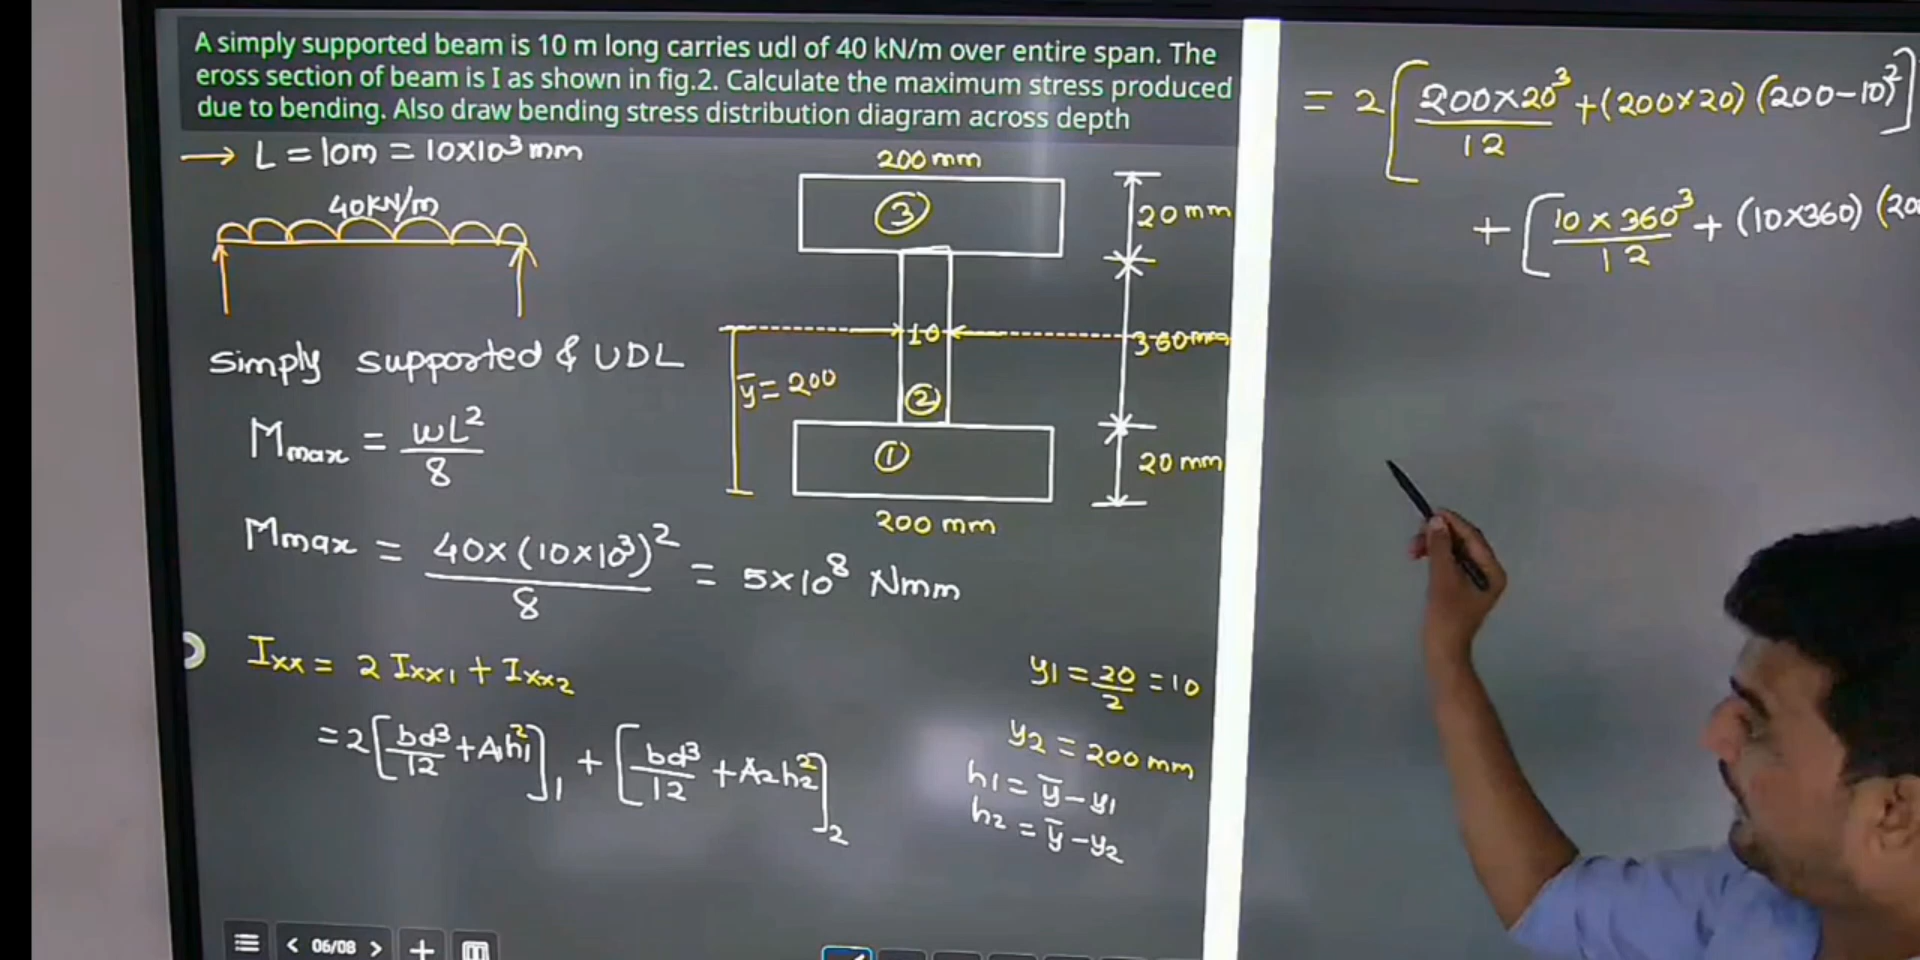 A simply supported beam is 10 m long carries udl of 40 kN/m over entire span. The
eross section of beam is I as shown in fig.2. Calculate the maximum stress produced
due to bending. Also draw bending stress distribution diagram across depth
→ L = 10m = 10×10³ mm
40KN/m
Simply supported & UDL
Mmax = wL²/8
Mmax = 40×(10×10³)²/8 = 5×10⁸ Nmm
Ixx = 2 Ixx1 + Ixx2
= 2[bd³/12 + A1h1²]1 + [bd³/12 + A2h2²]2
200 mm
③
20 mm
10
360mm
ȳ = 200
②
①
20 mm
200 mm
y1 = 20/2 = 10
y2 = 200 mm
h1 = ȳ - y1
h2 = ȳ - y2
= 2[200×20³/12 + (200×20) (200-10)²]
+ [10×360³/12 + (10×360) (20
06/08